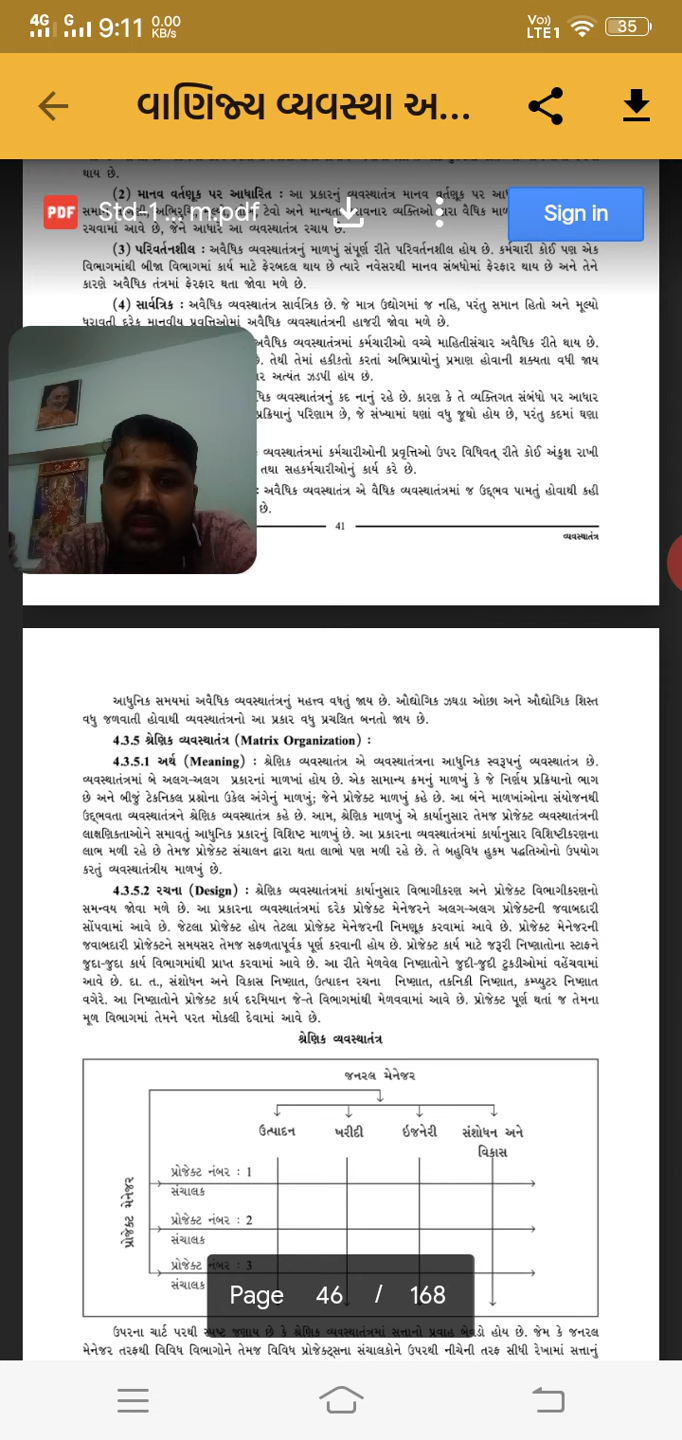 4G G 9:11 0.00 KB/s Vo) LTE1 35
વાણિજ્ય વ્યવસ્થા અ...
થાય છે.
(2) માનવ વર્તણૂક પર આધારિત : આ પ્રકારનું વ્યવસ્થાતંત્ર માનવ વર્તણૂક પર
PDF Std-1 ... m.pdf Sign in
રચવામાં આવે છે, જેને આધારે આ વ્યવસ્થાતંત્ર રચાય છે.
(3) પરિવર્તનશીલ : અવૈધિક વ્યવસ્થાતંત્રનું માળખું સંપૂર્ણ રીતે પરિવર્તનશીલ હોય છે. કર્મચારી કોઈ પણ એક
વિભાગમાંથી બીજા વિભાગમાં કાર્ય માટે ફેરબદલ થાય છે ત્યારે નવેસરથી માનવ સંબધોમાં ફેરફાર થાય છે અને તેને
કારણે અવૈધિક તંત્રમાં ફેરફાર થતા જોવા મળે છે.
(4) સાર્વત્રિક : અવૈધિક વ્યવસ્થાતંત્ર સાર્વત્રિક છે. જે માત્ર ઉદ્યોગમાં જ નહિ, પરંતુ સમાન હિતો અને મૂલ્યો
ધરાવતી દરેક માનવીય પ્રવૃત્તિઓમાં અવૈધિક વ્યવસ્થાતંત્રની હાજરી જોવા મળે છે.
અવૈધિક વ્યવસ્થાતંત્રમાં કર્મચારીઓ વચ્ચે માહિતીસંચાર અવૈધિક રીતે થાય છે.
તેથી તેમાં હકીકતો કરતાં અભિપ્રાયોનું પ્રમાણ હોવાની શક્યતા વધી જાય
અત્યંત ઝડપી હોય છે.
વ્યવસ્થાતંત્રનું કદ નાનું રહે છે. કારણ કે તે વ્યક્તિગત સંબંધો પર આધાર
પ્રક્રિયાનું પરિણામ છે, જે સંખ્યામાં ઘણાં વધુ જૂથો હોય છે, પરંતુ કદમાં ઘણા
વ્યવસ્થાતંત્રમાં કર્મચારીઓની પ્રવૃત્તિઓ ઉપર વિધિવત્ રીતે કોઈ અંકુશ રાખી
તથા સહકર્મચારીઓનું કાર્ય કરે છે.
: અવૈધિક વ્યવસ્થાતંત્ર એ વૈધિક વ્યવસ્થાતંત્રમાં જ ઉદ્ભવ પામતું હોવાથી કહી
છે.
41
વ્યવસ્થાતંત્ર
આધુનિક સમયમાં અવૈધિક વ્યવસ્થાતંત્રનું મહત્ત્વ વધતું જાય છે. ઔદ્યોગિક ઝઘડા ઓછા અને ઔદ્યોગિક શિસ્ત
વધુ જળવાતી હોવાથી વ્યવસ્થાતંત્રનો આ પ્રકાર વધુ પ્રચલિત બનતો જાય છે.
4.3.5 શ્રેણિક વ્યવસ્થાતંત્ર (Matrix Organization) :
4.3.5.1 અર્થ (Meaning) : શ્રેણિક વ્યવસ્થાતંત્ર એ વ્યવસ્થાતંત્રના આધુનિક સ્વરૂપનું વ્યવસ્થાતંત્ર છે.
વ્યવસ્થાતંત્રમાં બે અલગ-અલગ પ્રકારનાં માળખાં હોય છે. એક સામાન્ય ક્રમનું માળખું કે જે નિર્ણય પ્રક્રિયાનો ભાગ
છે અને બીજું ટેકનિકલ પ્રશ્નોના ઉકેલ અંગેનું માળખું; જેને પ્રોજેક્ટ માળખું કહે છે. આ બંને માળખાંઓના સંયોજનથી
ઉદ્ભવતા વ્યવસ્થાતંત્રને શ્રેણિક વ્યવસ્થાતંત્ર કહે છે. આમ, શ્રેણિક માળખું એ કાર્યાનુસાર તેમજ પ્રોજેક્ટ વ્યવસ્થાતંત્રની
લાક્ષણિકતાઓને સમાવતું આધુનિક પ્રકારનું વિશિષ્ટ માળખું છે. આ પ્રકારના વ્યવસ્થાતંત્રમાં કાર્યાનુસાર વિશિષ્ટીકરણના
લાભ મળી રહે છે તેમજ પ્રોજેક્ટ સંચાલન દ્વારા થતા લાભો પણ મળી રહે છે. તે બહુવિધ હુકમ પદ્ધતિઓનો ઉપયોગ
કરતું વ્યવસ્થાતંત્રીય માળખું છે.
4.3.5.2 રચના (Design) : શ્રેણિક વ્યવસ્થાતંત્રમાં કાર્યાનુસાર વિભાગીકરણ અને પ્રોજેક્ટ વિભાગીકરણનો
સમન્વય જોવા મળે છે. આ પ્રકારના વ્યવસ્થાતંત્રમાં દરેક પ્રોજેક્ટ મેનેજરને અલગ-અલગ પ્રોજેક્ટની જવાબદારી
સોંપવામાં આવે છે. જેટલા પ્રોજેક્ટ હોય તેટલા પ્રોજેક્ટ મેનેજરની નિમણૂક કરવામાં આવે છે. પ્રોજેક્ટ મેનેજરની
જવાબદારી પ્રોજેક્ટને સમયસર તેમજ સફળતાપૂર્વક પૂર્ણ કરવાની હોય છે. પ્રોજેક્ટ કાર્ય માટે જરૂરી નિષ્ણાતોના સ્ટાફને
જુદા-જુદા કાર્ય વિભાગમાંથી પ્રાપ્ત કરવામાં આવે છે. આ રીતે મેળવેલ નિષ્ણાતોને જુદી-જુદી ટુકડીઓમાં વહેંચવામાં
આવે છે. દા. ત., સંશોધન અને વિકાસ નિષ્ણાત, ઉત્પાદન રચના નિષ્ણાત, તકનિકી નિષ્ણાત, કમ્પ્યુટર નિષ્ણાત
વગેરે. આ નિષ્ણાતોને પ્રોજેક્ટ કાર્ય દરમિયાન જે-તે વિભાગમાંથી મેળવવામાં આવે છે. પ્રોજેક્ટ પૂર્ણ થતાં જ તેમના
મૂળ વિભાગમાં તેમને પરત મોકલી દેવામાં આવે છે.
શ્રેણિક વ્યવસ્થાતંત્ર
જનરલ મેનેજર
ઉત્પાદન ખરીદી ઇજનેરી સંશોધન અને
વિકાસ
પ્રોજેક્ટ મેનેજર
પ્રોજેક્ટ નંબર : 1
સંચાલક
પ્રોજેક્ટ નંબર : 2
સંચાલક
પ્રોજેક્ટ નંબર : 3
સંચાલક
Page 46 / 168
ઉપરના ચાર્ટ પરથી સ્પષ્ટ જણાય છે કે શ્રેણિક વ્યવસ્થાતંત્રમાં સત્તાનો પ્રવાહ બેવડો હોય છે. જેમ કે જનરલ
મેનેજર તરફથી વિવિધ વિભાગોને તેમજ વિવિધ પ્રોજેક્ટ્સના સંચાલકોને ઉપરથી નીચેની તરફ સીધી રેખામાં સત્તાનું